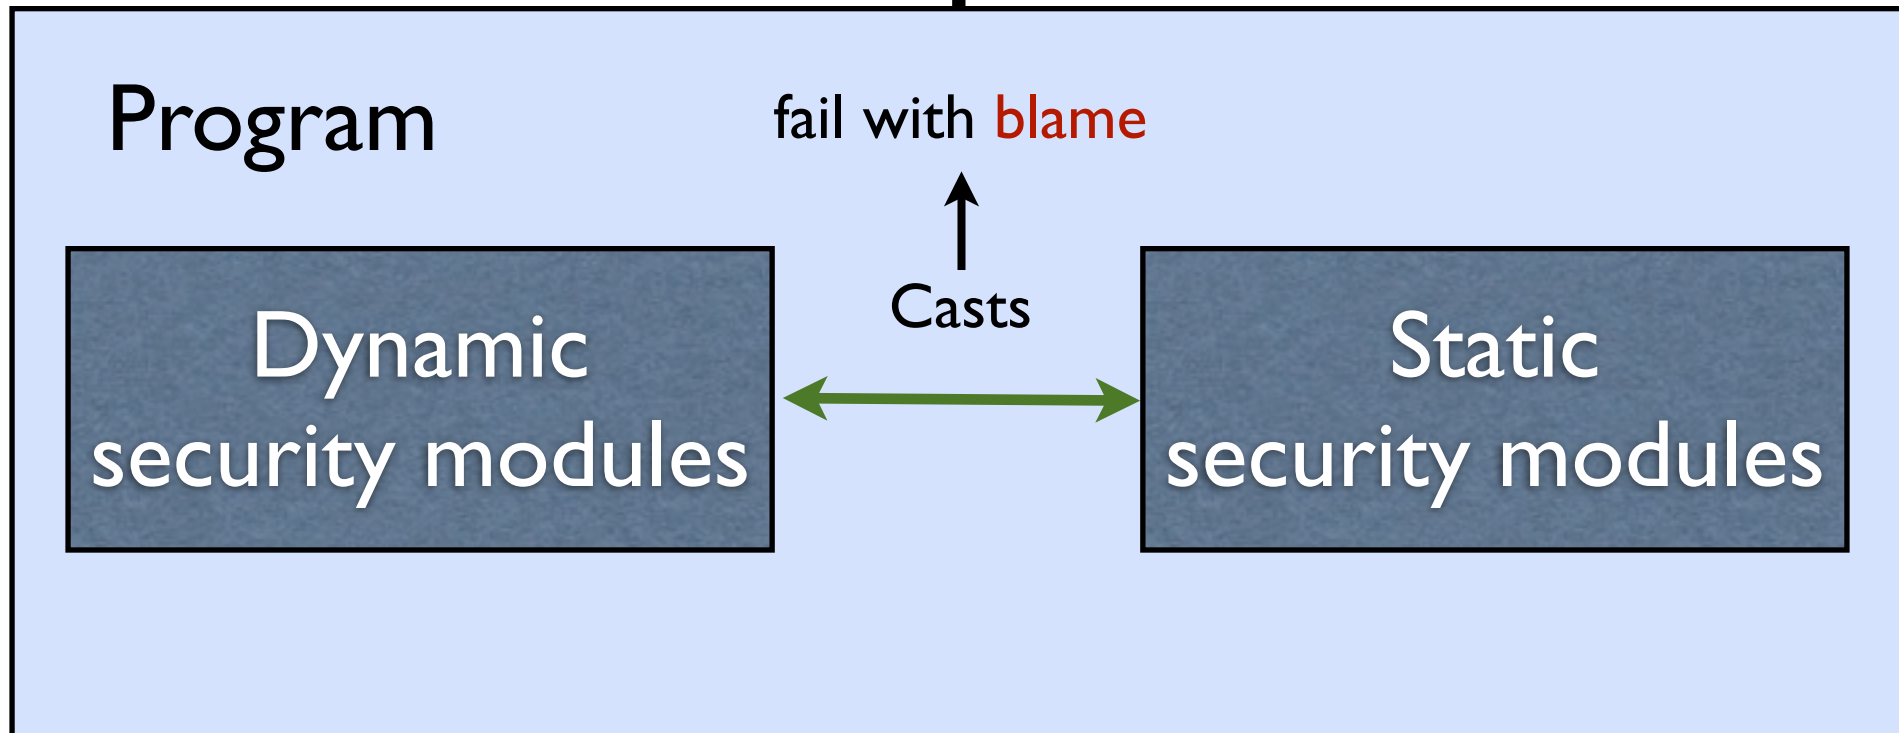 Program
fail with blame
Casts
Dynamic
security modules
Static
security modules